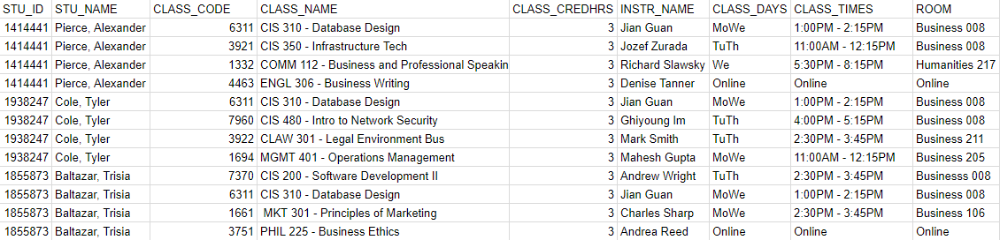 STU_ID STU_NAME CLASS_CODE CLASS_NAME CLASS_CREDHRS INSTR_NAME CLASS_DAYS CLASS_TIMES ROOM
1414441 Pierce, Alexander 6311 CIS 310 - Database Design 3 Jian Guan MoWe 1:00PM - 2:15PM Business 008
1414441 Pierce, Alexander 3921 CIS 350 - Infrastructure Tech 3 Jozef Zurada TuTh 11:00AM - 12:15PM Business 008
1414441 Pierce, Alexander 1332 COMM 112 - Business and Professional Speakin 3 Richard Slawsky We 5:30PM - 8:15PM Humanities 217
1414441 Pierce, Alexander 4463 ENGL 306 - Business Writing 3 Denise Tanner Online Online Online
1938247 Cole, Tyler 6311 CIS 310 - Database Design 3 Jian Guan MoWe 1:00PM - 2:15PM Business 008
1938247 Cole, Tyler 7960 CIS 480 - Intro to Network Security 3 Ghiyoung Im TuTh 4:00PM - 5:15PM Business 008
1938247 Cole, Tyler 3922 CLAW 301 - Legal Environment Bus 3 Mark Smith TuTh 2:30PM - 3:45PM Business 211
1938247 Cole, Tyler 1694 MGMT 401 - Operations Management 3 Mahesh Gupta MoWe 11:00AM - 12:15PM Business 205
1855873 Baltazar, Trisia 7370 CIS 200 - Software Development II 3 Andrew Wright TuTh 2:30PM - 3:45PM Businesss 008
1855873 Baltazar, Trisia 6311 CIS 310 - Database Design 3 Jian Guan MoWe 1:00PM - 2:15PM Business 008
1855873 Baltazar, Trisia 1661 MKT 301 - Principles of Marketing 3 Charles Sharp MoWe 2:30PM - 3:45PM Business 106
1855873 Baltazar, Trisia 3751 PHIL 225 - Business Ethics 3 Andrea Reed Online Online Online